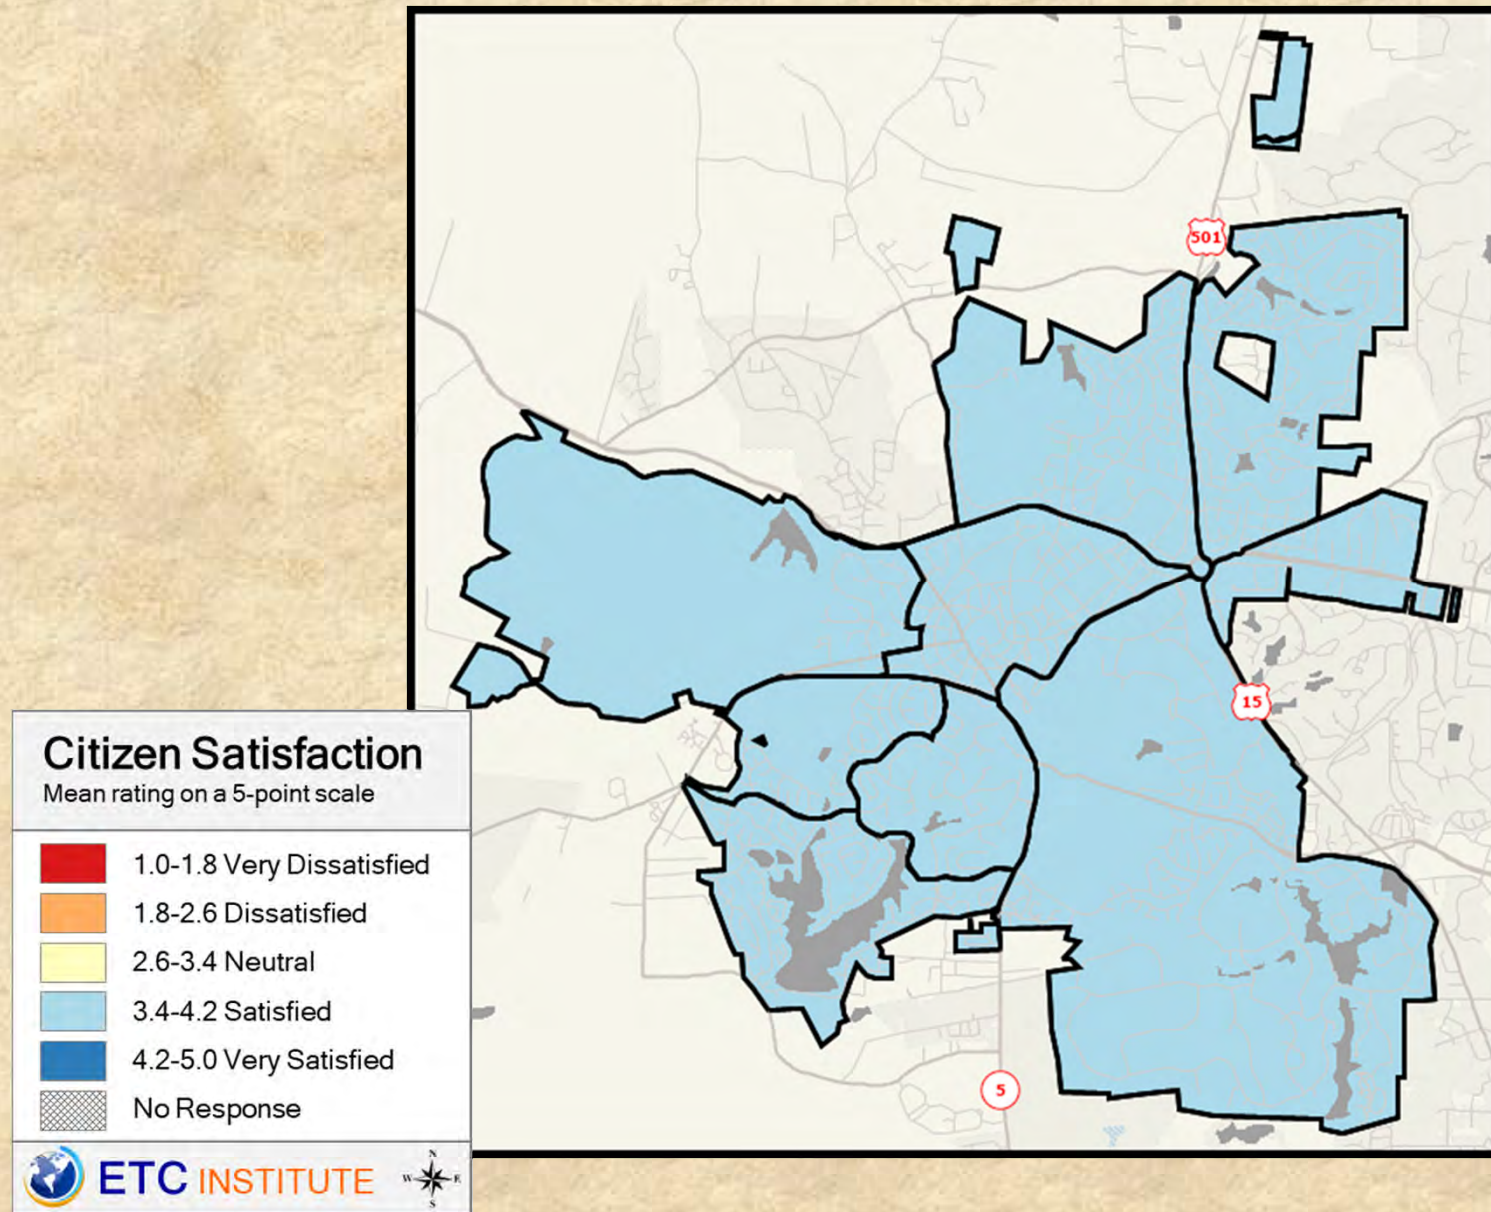 501
15
5
Citizen Satisfaction
Mean rating on a 5-point scale
1.0-1.8 Very Dissatisfied
1.8-2.6 Dissatisfied
2.6-3.4 Neutral
3.4-4.2 Satisfied
4.2-5.0 Very Satisfied
No Response
ETC INSTITUTE
N
W E
S